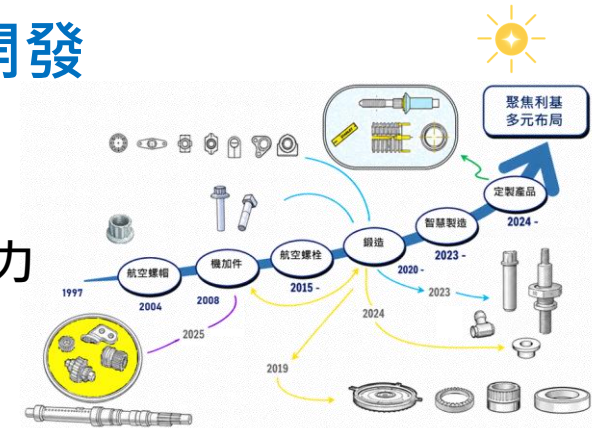 開發
力
聚焦利基
多元布局
定製產品
2024 -
智慧製造
2023 -
鍛造
2020 -
航空螺栓
2015 -
機加件
2008
航空螺帽
2004
1997
2023
2024
2025
2019